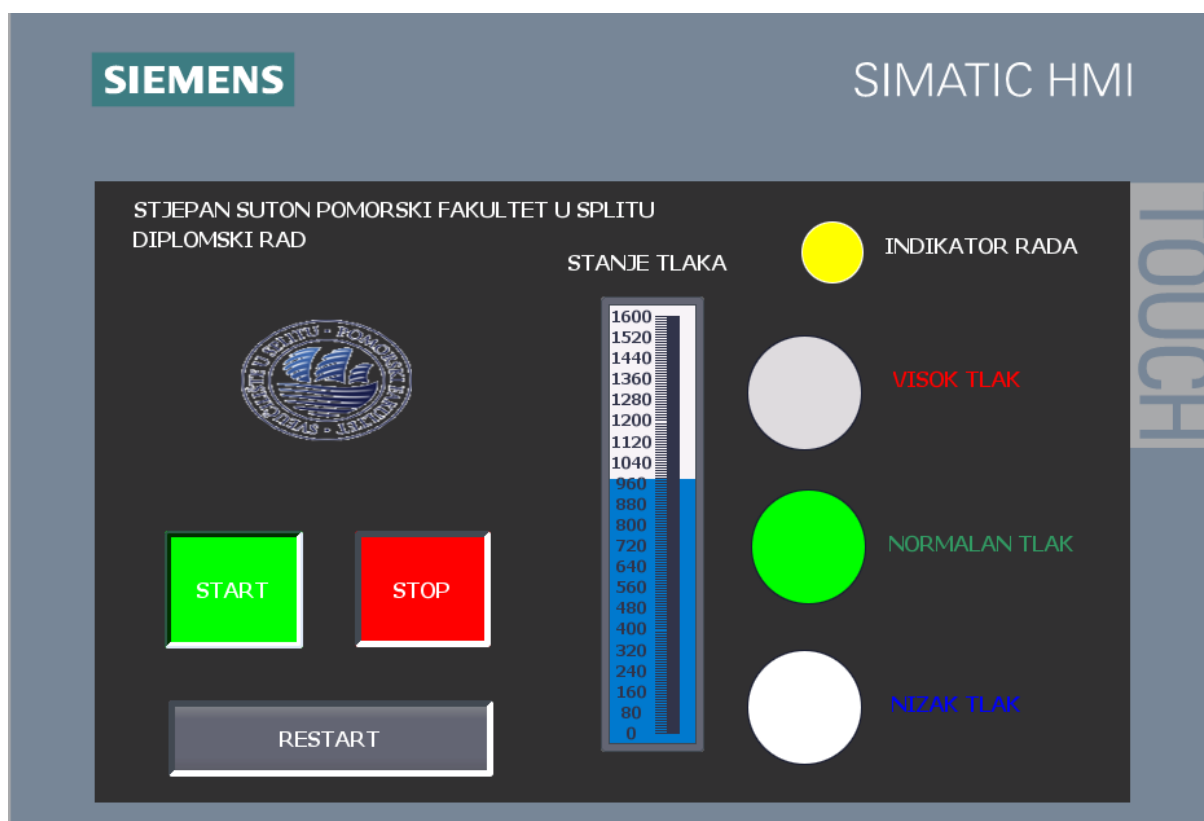 SIEMENS
SIMATIC HMI
TOUCH
STJEPAN SUTON POMORSKI FAKULTET U SPLITU
DIPLOMSKI RAD
STANJE TLAKA
INDIKATOR RADA
1600
1520
1440
1360
1280
1200
1120
1040
960
880
800
720
640
560
480
400
320
240
160
80
0
VISOK TLAK
NORMALAN TLAK
NIZAK TLAK
START
STOP
RESTART